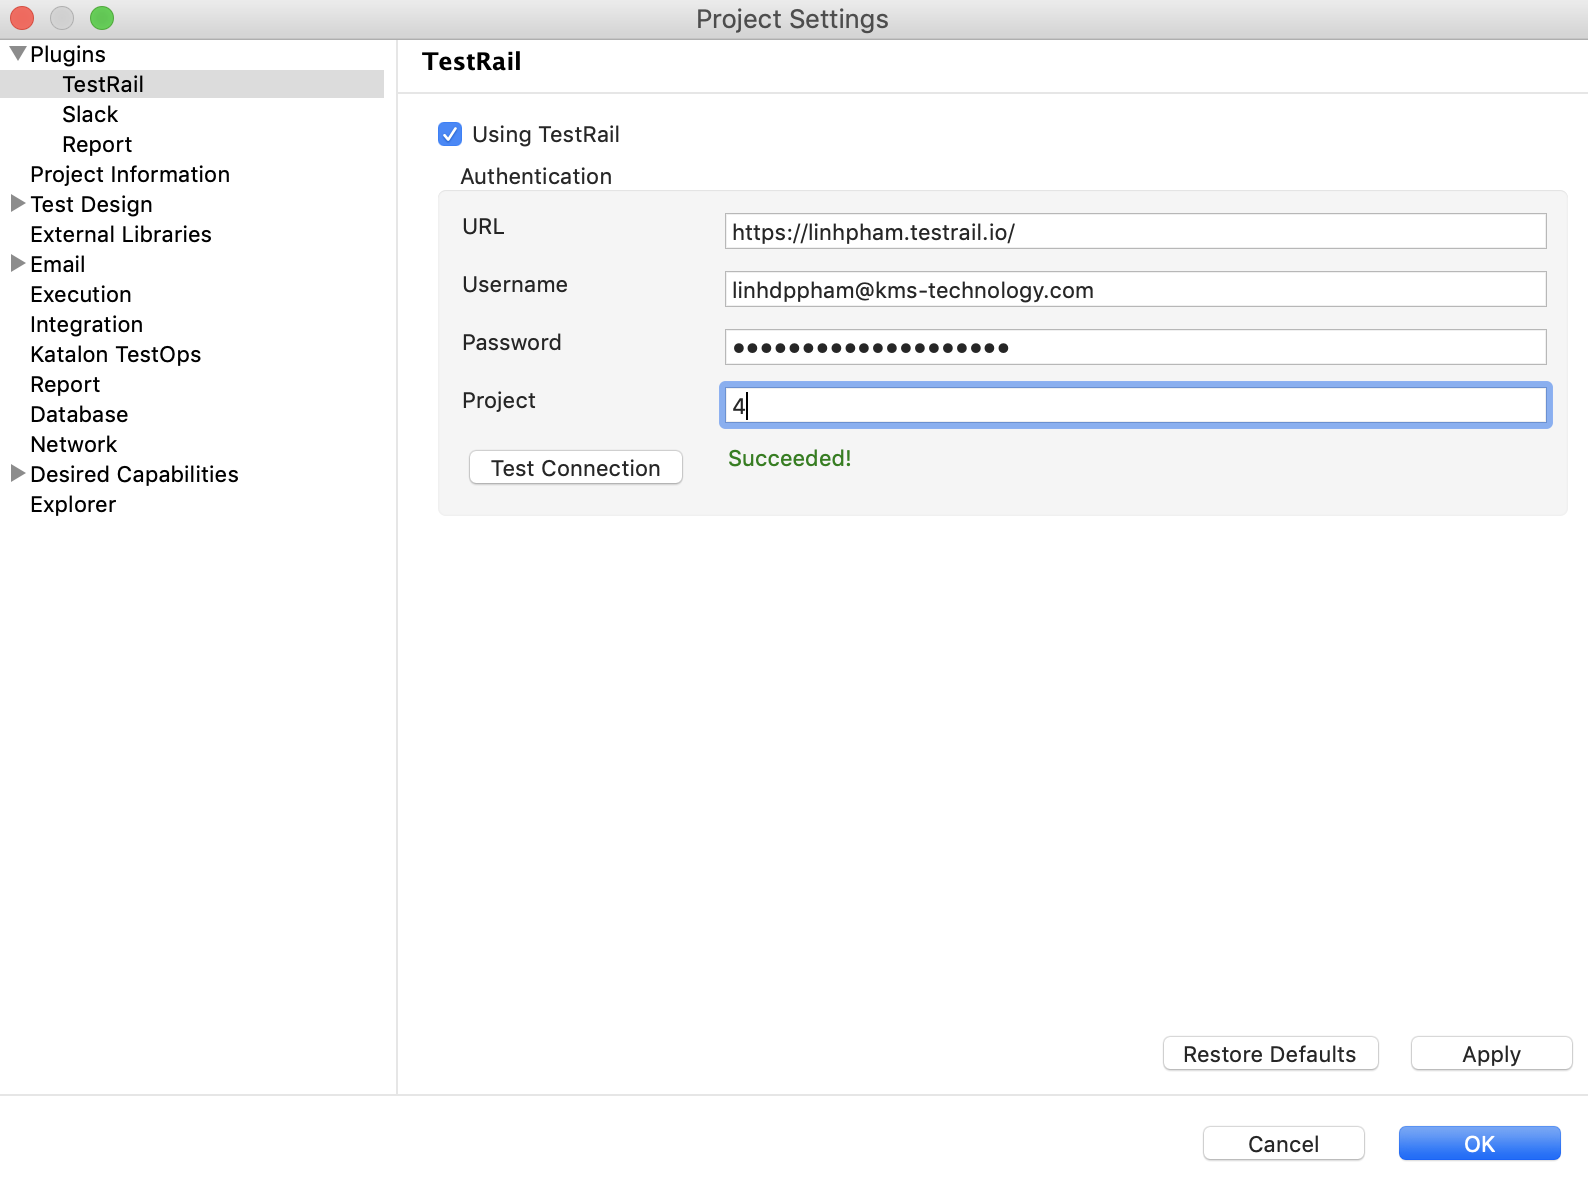 Project Settings
Plugins
TestRail
Slack
Report
Project Information
Test Design
External Libraries
Email
Execution
Integration
Katalon TestOps
Report
Database
Network
Desired Capabilities
Explorer
TestRail
Using TestRail
Authentication
URL
https://linhpham.testrail.io/
Username
linhdppham@kms-technology.com
Password
●●●●●●●●●●●●●●●●●●●●
Project
4
Test Connection
Succeeded!
Restore Defaults
Apply
Cancel
OK